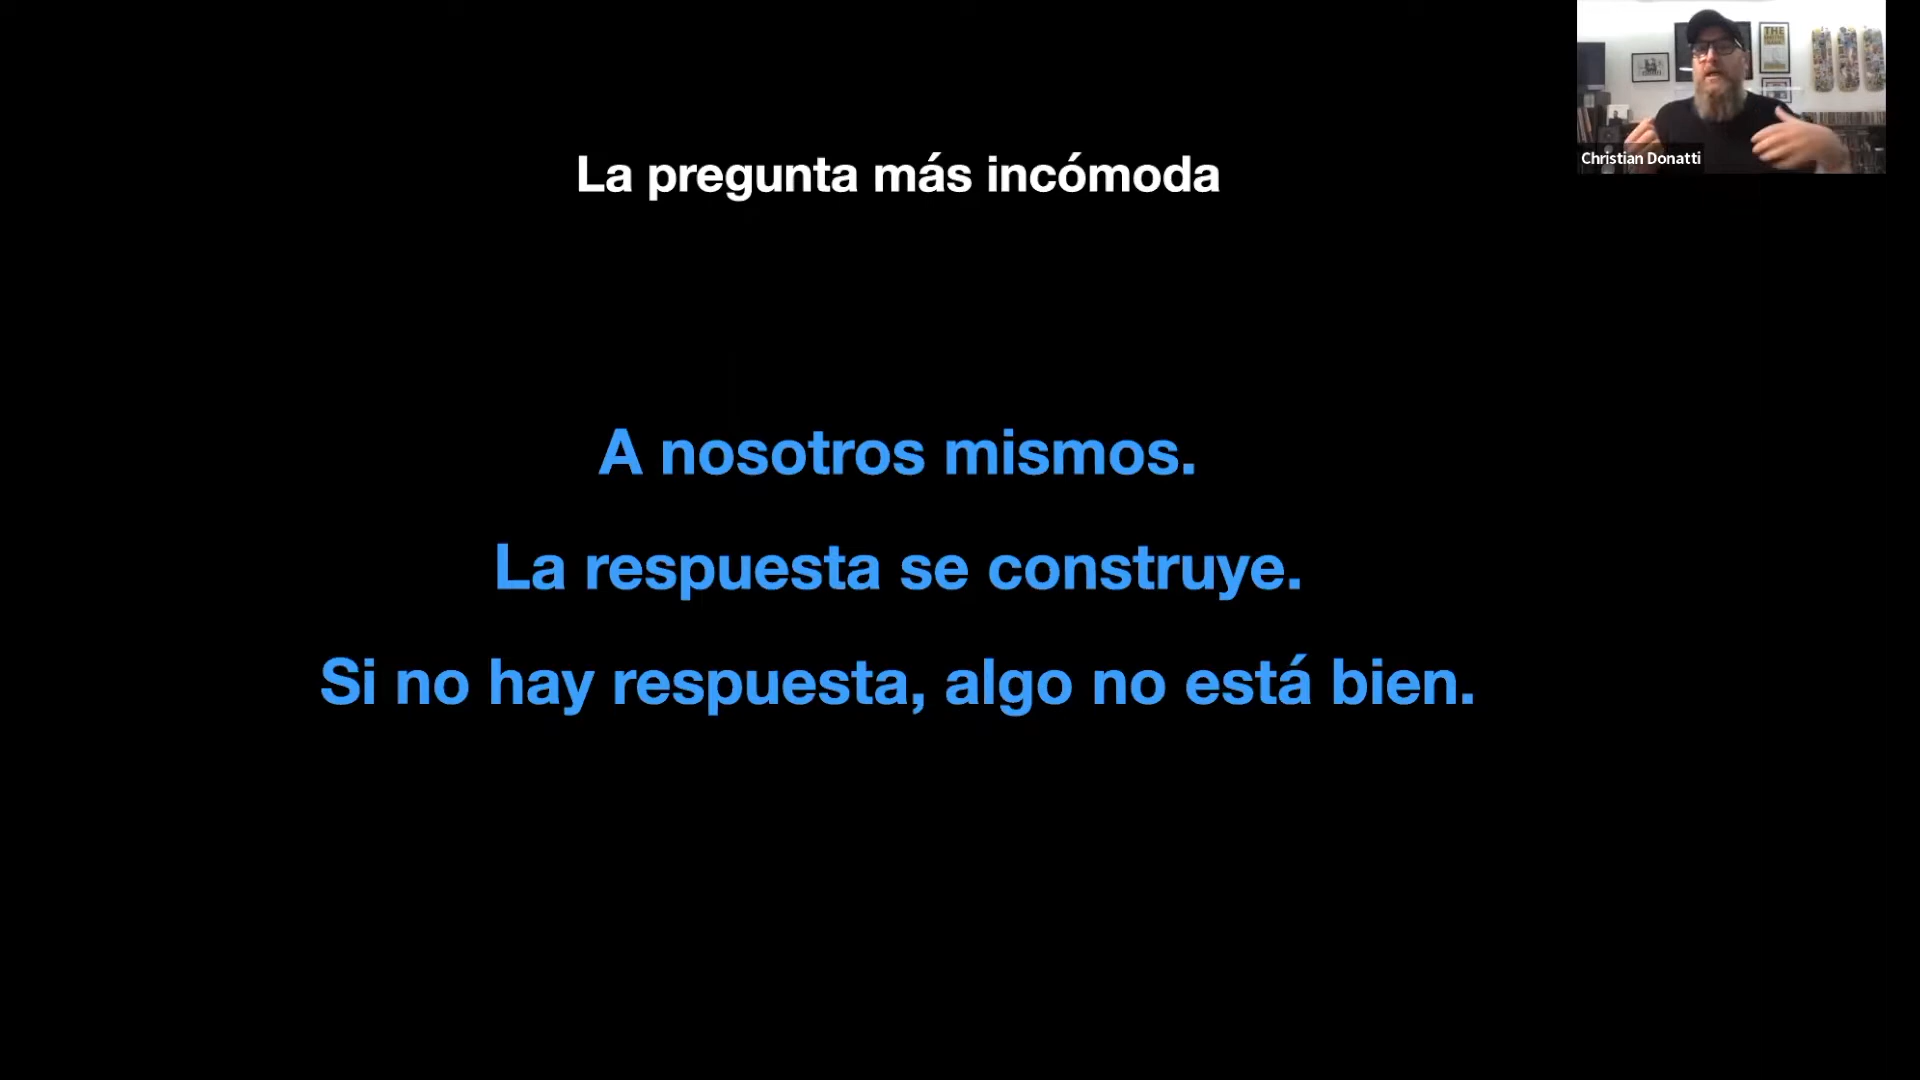 La pregunta más incómoda
A nosotros mismos.
La respuesta se construye.
Si no hay respuesta, algo no está bien.
Christian Donatti
THE